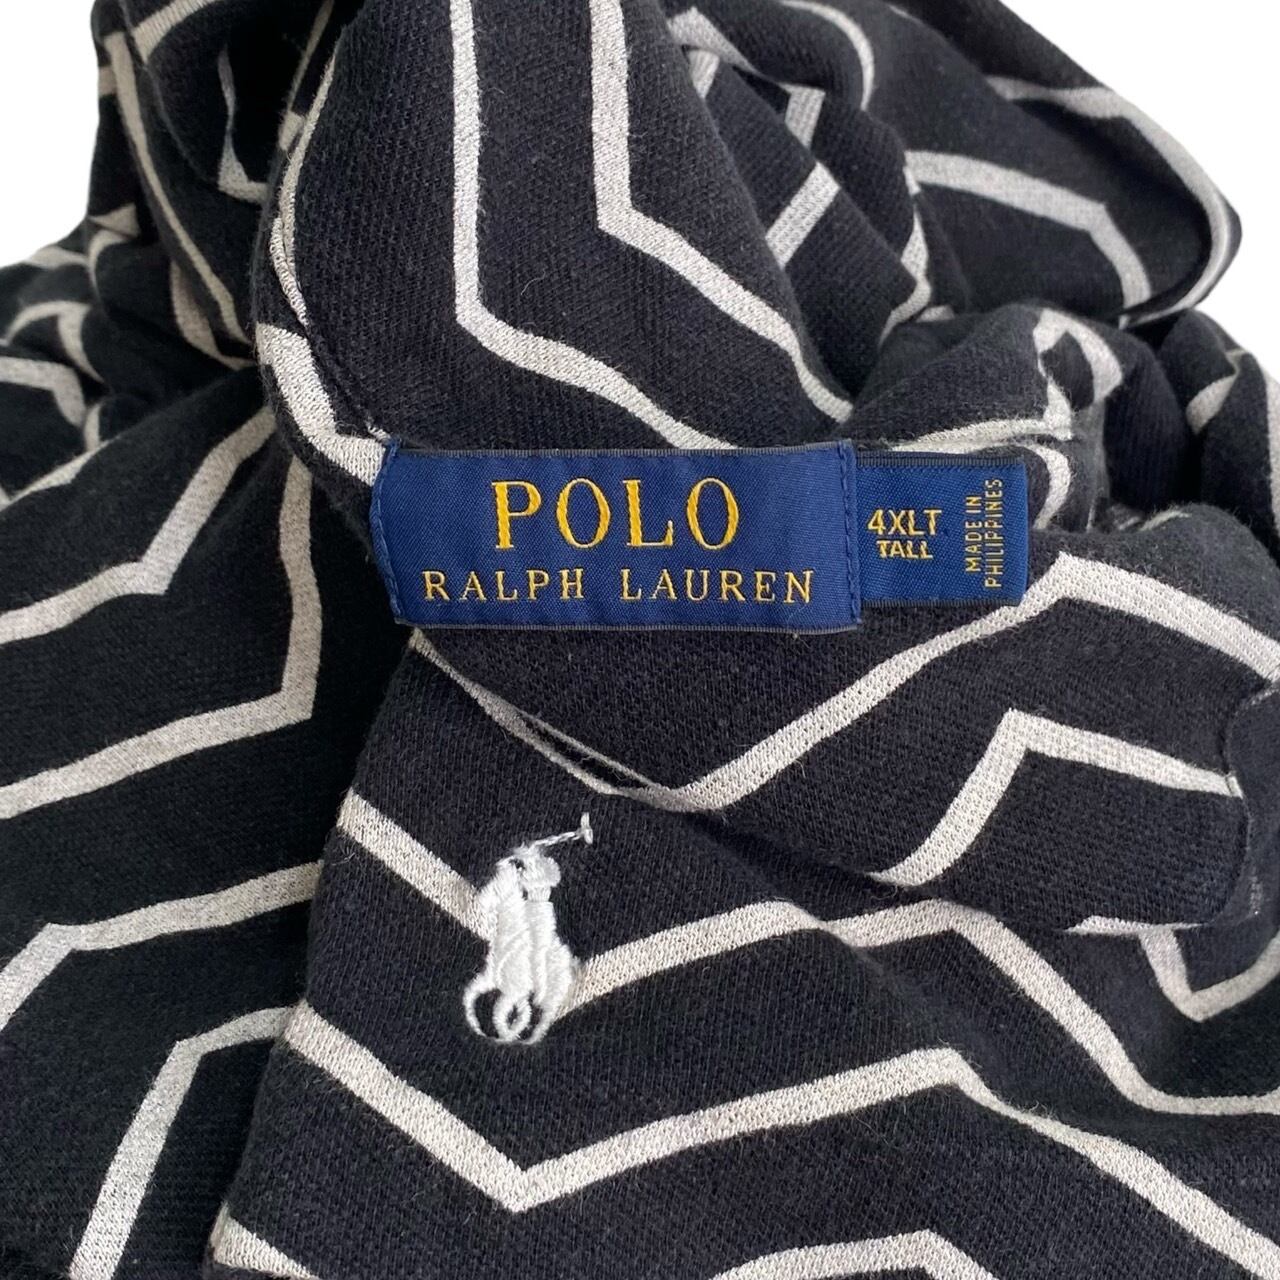 POLO
RALPH LAUREN
4XLT
TALL
MADE IN
PHILIPPINES